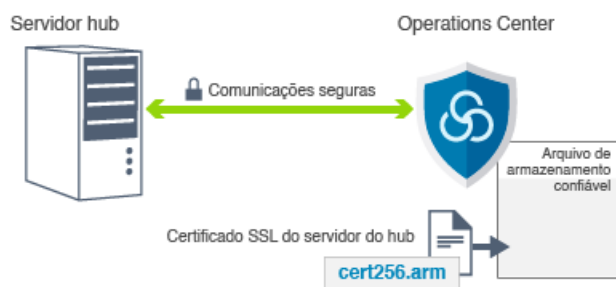 Servidor hub
Operations Center
Comunicações seguras
Arquivo de
armazenamento
confiável
Certificado SSL do servidor do hub
cert256.arm